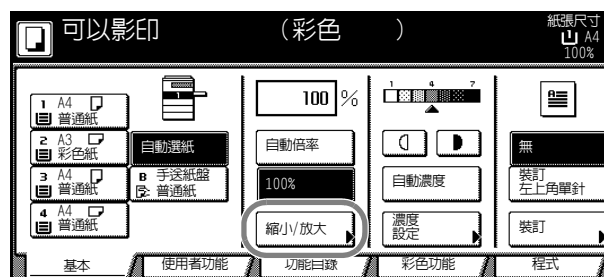 可以影印 (彩色 )
紙張尺寸
A4
100%
1 A4
普通紙
2 A3
彩色紙
3 A4
普通紙
4 A4
普通紙
自動選紙
B 手送紙盤
普通紙
100 %
自動倍率
100%
縮小/放大
1 4 7
自動濃度
濃度
設定
無
裝訂
左上角單針
裝訂
基本
使用者功能
功能目錄
彩色功能
程式